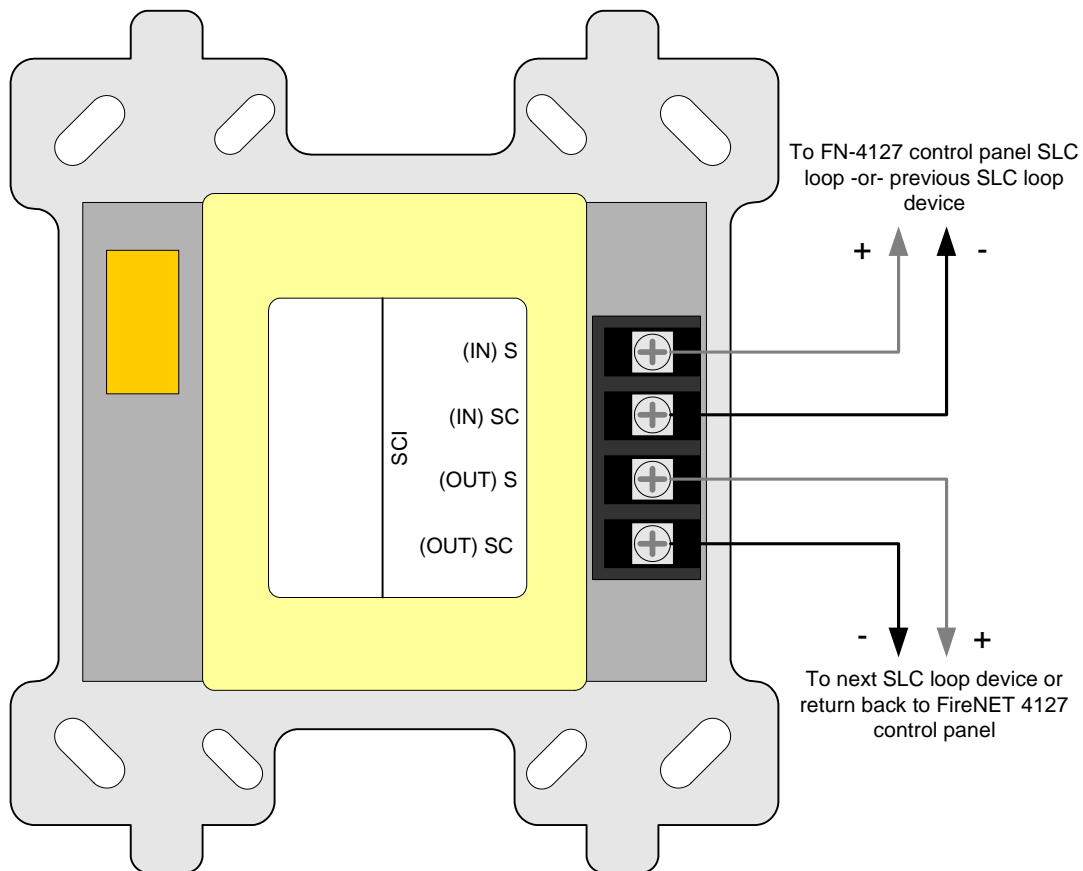 To FN-4127 control panel SLC
loop -or- previous SLC loop
device
+ -
(IN) S
(IN) SC
SCI
(OUT) S
(OUT) SC
- +
To next SLC loop device or
return back to FireNET 4127
control panel